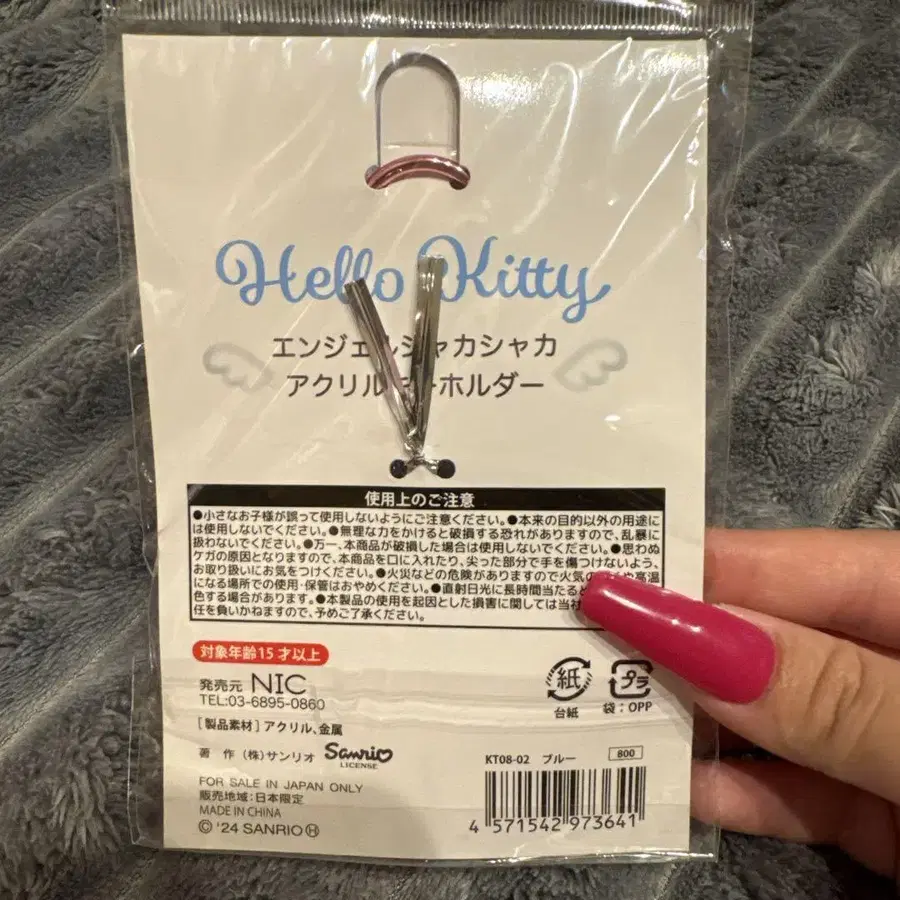 Hello Kitty
エンジェルシャカシャカ
アクリルキーホルダー
使用上のご注意
●小さなお子様が誤って使用しないようにご注意ください。●本来の目的以外の用途に
は使用しないでください。●無理な力をかけると破損する恐れがありますので、乱暴に
扱わないでください。●万一、本商品が破損した場合は使用しないでください。●思わぬ
ケガの原因となりますので、本商品を口に入れたり、尖った部分で手を傷つけないよう、
お取り扱いにお気をつけください。●火災などの危険がありますので火気の や高温
になる場所での使用・保管はおやめください。●直射日光に長時間当たると
色する場合があります。●本製品の使用を起因とした損害に関しては当社
任を負いかねますので、予めご了承ください。
対象年齢15才以上
発売元 NIC
TEL:03-6895-0860
[製品素材] アクリル、金属
著 作 (株)サンリオ Sanrio
LICENSE
FOR SALE IN JAPAN ONLY
販売地域:日本限定
MADE IN CHINA
© '24 SANRIO Ⓗ
紙
台紙
プラ
袋:OPP
KT08-02 ブルー 800
4 571542 973641